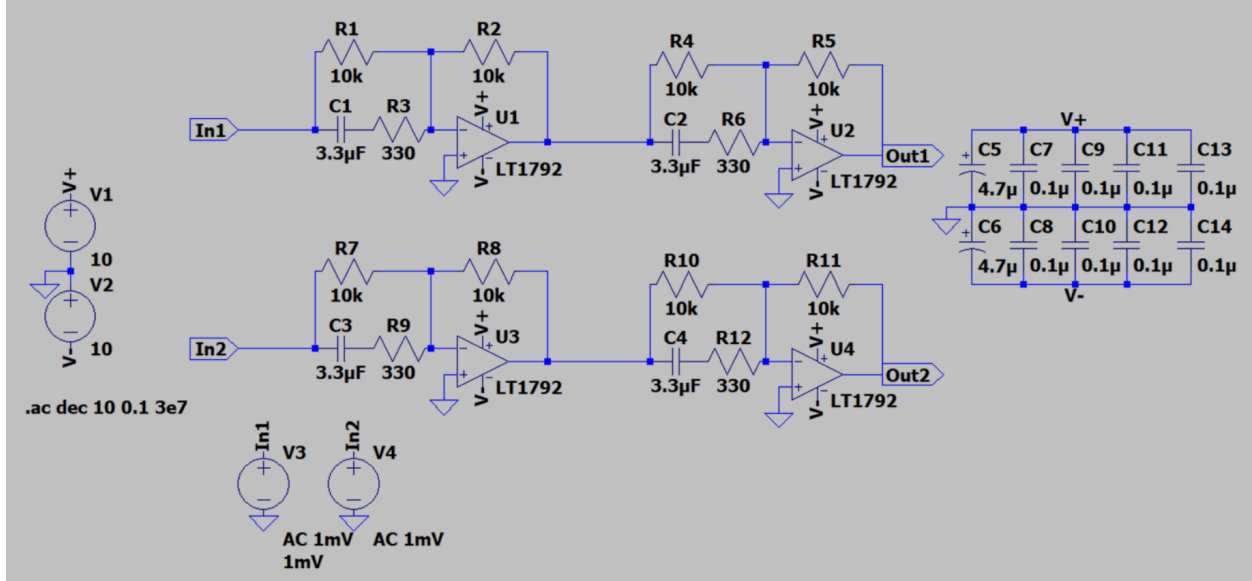 R1
10k
R2
10k
C1
3.3µF
R3
330
In1
V+
U1
LT1792
V-
R4
10k
R5
10k
C2
3.3µF
R6
330
V+
U2
LT1792
V-
Out1
V+
C5
4.7µ
C7
0.1µ
C9
0.1µ
C11
0.1µ
C13
0.1µ
C6
4.7µ
C8
0.1µ
C10
0.1µ
C12
0.1µ
C14
0.1µ
V-
V+
V1
10
V2
10
V-
R7
10k
R8
10k
C3
3.3µF
R9
330
In2
V+
U3
LT1792
V-
R10
10k
R11
10k
C4
3.3µF
R12
330
V+
U4
LT1792
V-
Out2
.ac dec 10 0.1 3e7
In1
V3
AC 1mV
1mV
In2
V4
AC 1mV